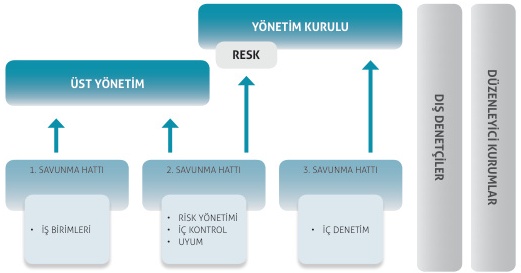 YÖNETİM KURULU
RESK
ÜST YÖNETİM
1. SAVUNMA HATTI
• İŞ BİRİMLERİ
2. SAVUNMA HATTI
• RİSK YÖNETİMİ
• İÇ KONTROL
• UYUM
3. SAVUNMA HATTI
• İÇ DENETİM
DIŞ DENETÇİLER
DÜZENLEYİCİ KURUMLAR